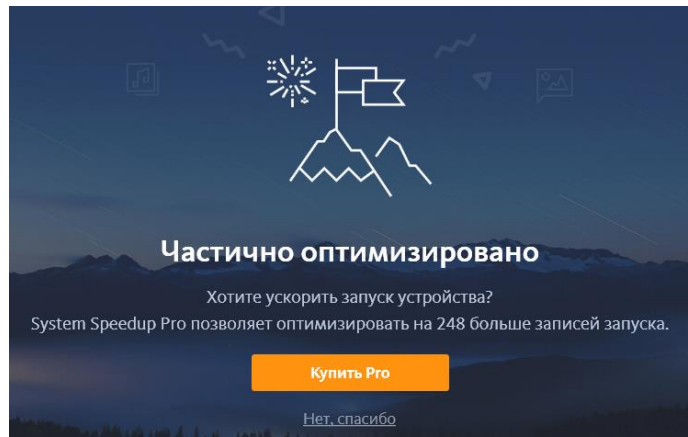 Частично оптимизировано
Хотите ускорить запуск устройства?
System Speedup Pro позволяет оптимизировать на 248 больше записей запуска.
Купить Pro
Нет, спасибо